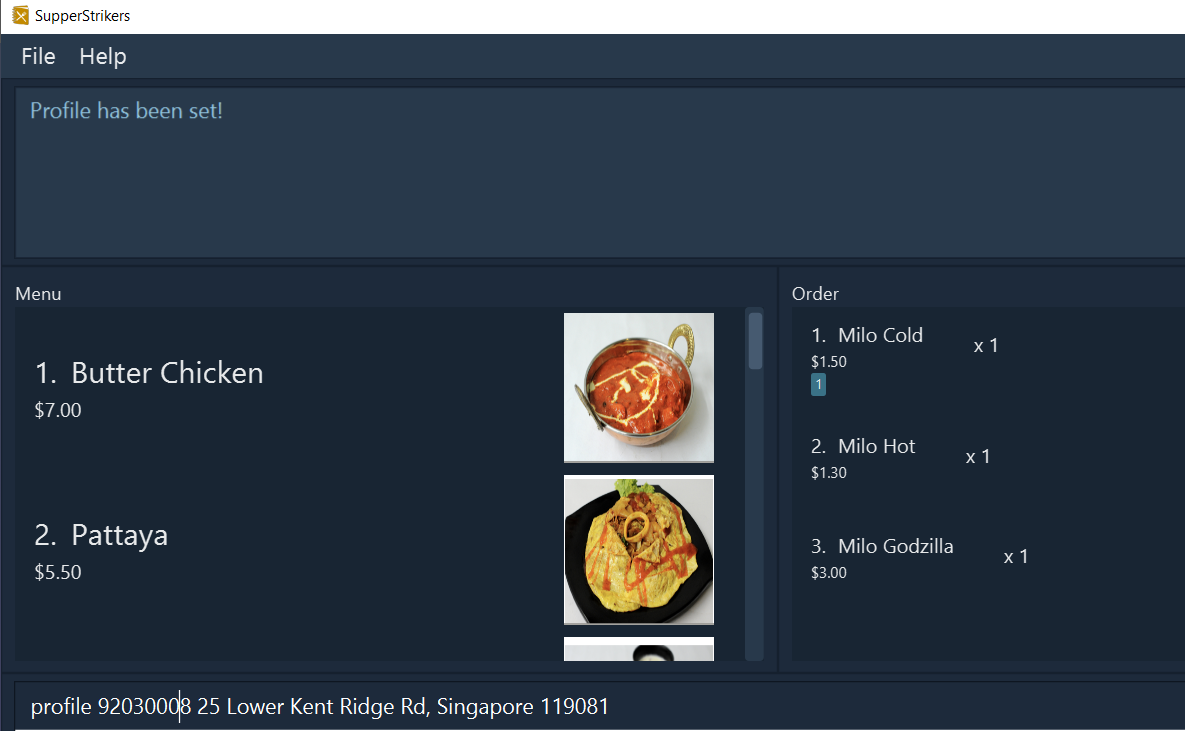 SupperStrikers
File Help
Profile has been set!
Menu
1. Butter Chicken
$7.00
2. Pattaya
$5.50
Order
1. Milo Cold x 1
$1.50
1
2. Milo Hot x 1
$1.30
3. Milo Godzilla x 1
$3.00
profile 92030008 25 Lower Kent Ridge Rd, Singapore 119081